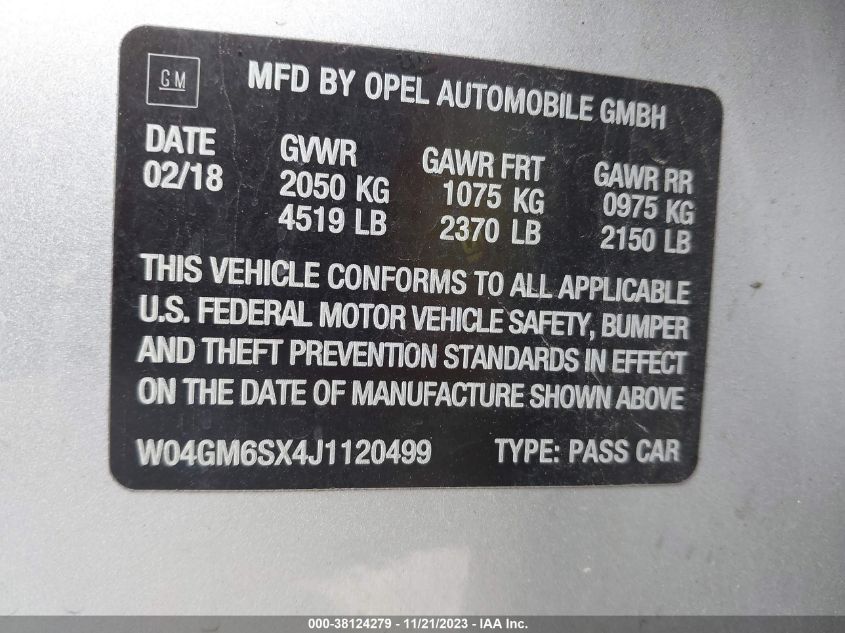 GM
MFD BY OPEL AUTOMOBILE GMBH
DATE GVWR GAWR FRT GAWR RR
02/18 2050 KG 1075 KG 0975 KG
4519 LB 2370 LB 2150 LB
THIS VEHICLE CONFORMS TO ALL APPLICABLE
U.S. FEDERAL MOTOR VEHICLE SAFETY, BUMPER
AND THEFT PREVENTION STANDARDS IN EFFECT
ON THE DATE OF MANUFACTURE SHOWN ABOVE
W04GM6SX4J1120499 TYPE: PASS CAR
000-38124279 - 11/21/2023 - IAA Inc.